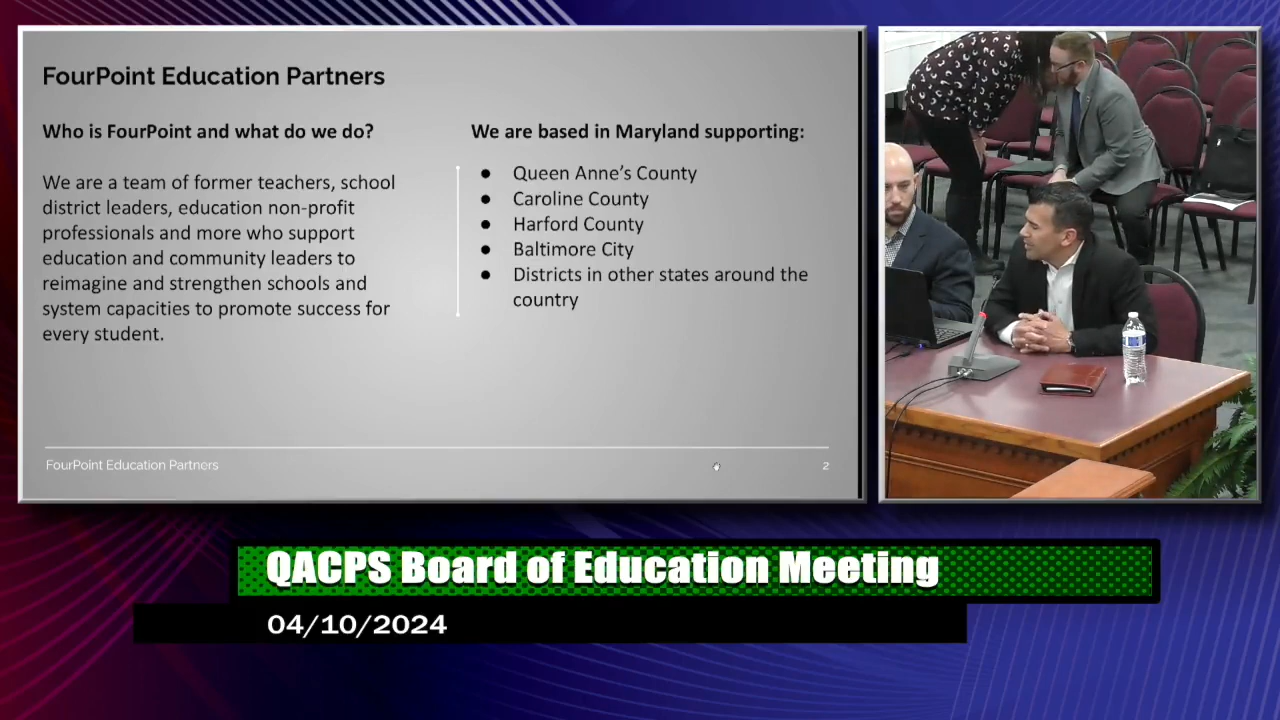 FourPoint Education Partners
Who is FourPoint and what do we do?
We are a team of former teachers, school
district leaders, education non-profit
professionals and more who support
education and community leaders to
reimagine and strengthen schools and
system capacities to promote success for
every student.
We are based in Maryland supporting:
● Queen Anne’s County
● Caroline County
● Harford County
● Baltimore City
● Districts in other states around the
country
FourPoint Education Partners
2
QACPS Board of Education Meeting
04/10/2024